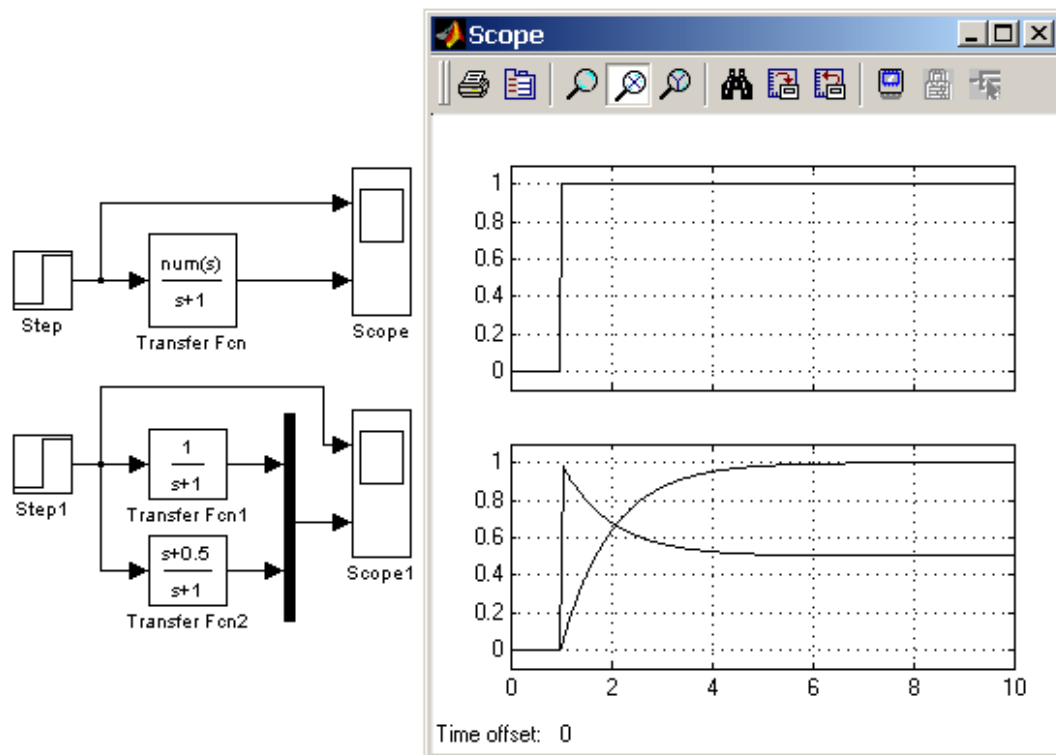 num(s)
s+1
Step
Transfer Fcn
Scope
1
s+1
Step1
Transfer Fcn1
s+0.5
s+1
Transfer Fcn2
Scope1
Scope
1
0.8
0.6
0.4
0.2
0
1
0.8
0.6
0.4
0.2
0
0 2 4 6 8 10
Time offset: 0